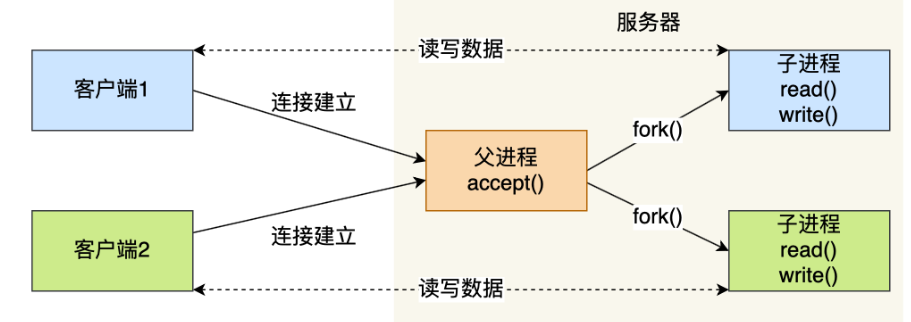 服务器
读写数据
客户端1
子进程
read()
write()
连接建立
fork()
父进程
accept()
fork()
客户端2
连接建立
子进程
read()
write()
读写数据